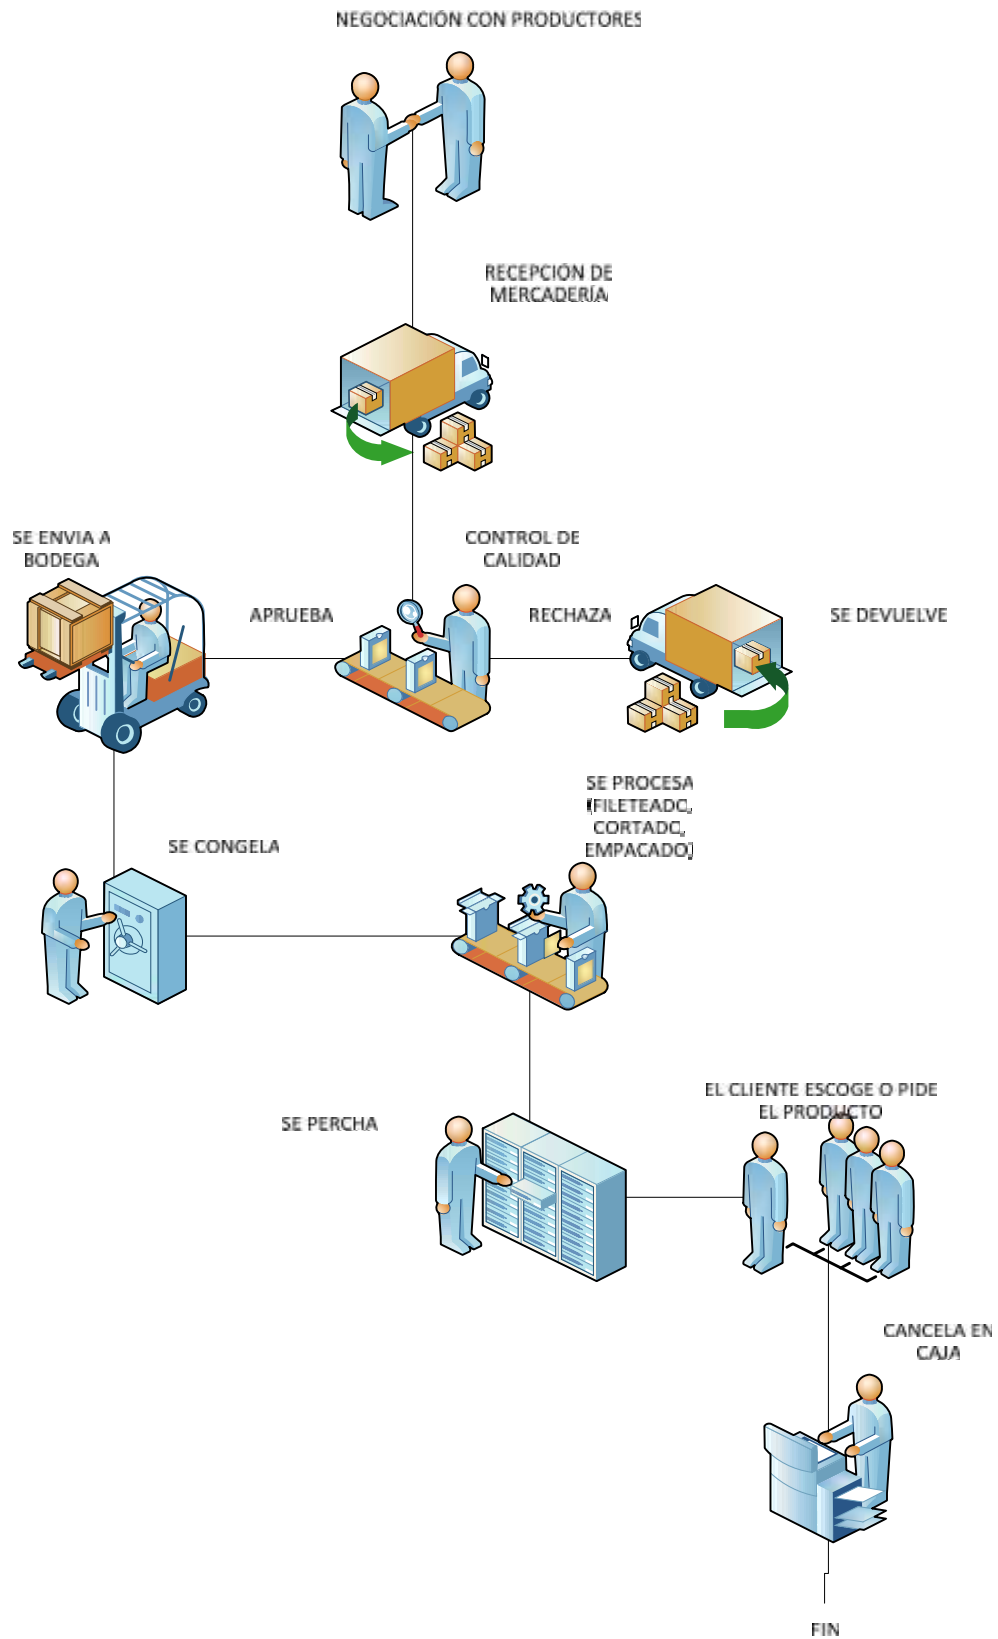 NEGOCIACIÓN CON PRODUCTORES
RECEPCIÓN DE
MERCADERÍA
SE ENVIA A
BODEGA
CONTROL DE
CALIDAD
APRUEBA
RECHAZA
SE DEVUELVE
SE PROCESA
(FILETEADO,
CORTADO,
EMPACADO)
SE CONGELA
EL CLIENTE ESCOGE O PIDE
EL PRODUCTO
SE PERCHA
CANCELA EN
CAJA
FIN